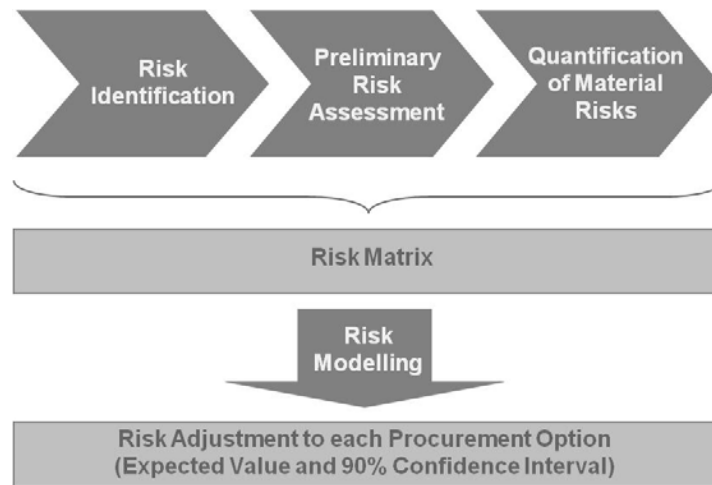 Risk
Identification
Preliminary
Risk
Assessment
Quantification
of Material
Risks
Risk Matrix
Risk
Modelling
Risk Adjustment to each Procurement Option
(Expected Value and 90% Confidence Interval)